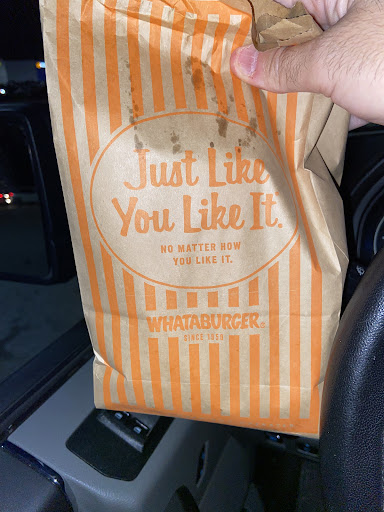 Just Like
You Like It.
NO MATTER HOW
YOU LIKE IT.
WHATABURGER®
SINCE 1950